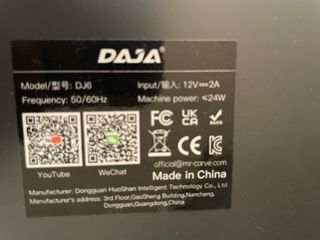 DAJA
Model/型号: DJ6
Input/输入: 12V⎓2A
Frequency: 50/60Hz
Machine power: ≤24W
FC UK CA
CE
YouTube
WeChat
official@mr-carve.com
Made in China
Manufacturer: Dongguan HuoShan Intelligent Technology Co., Ltd
Manufacturer's address: 3rd Floor,GaoSheng Building,Nancheng,
Dongguan,Guangdong,China